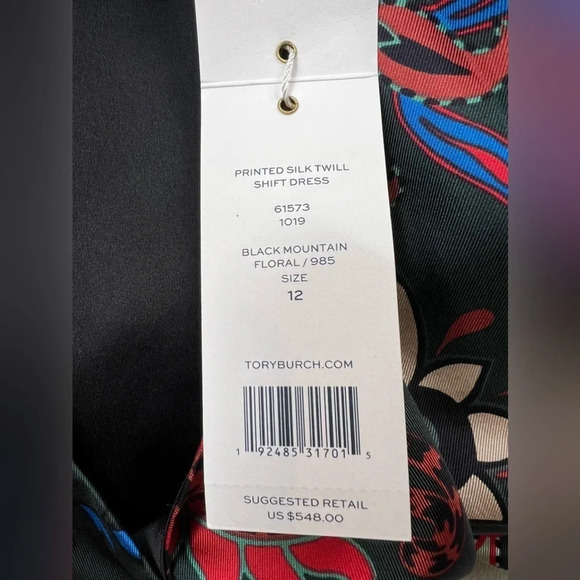 PRINTED SILK TWILL
SHIFT DRESS
61573
1019
BLACK MOUNTAIN
FLORAL / 985
SIZE
12
TORYBURCH.COM
1 92485 31701 5
SUGGESTED RETAIL
US $548.00